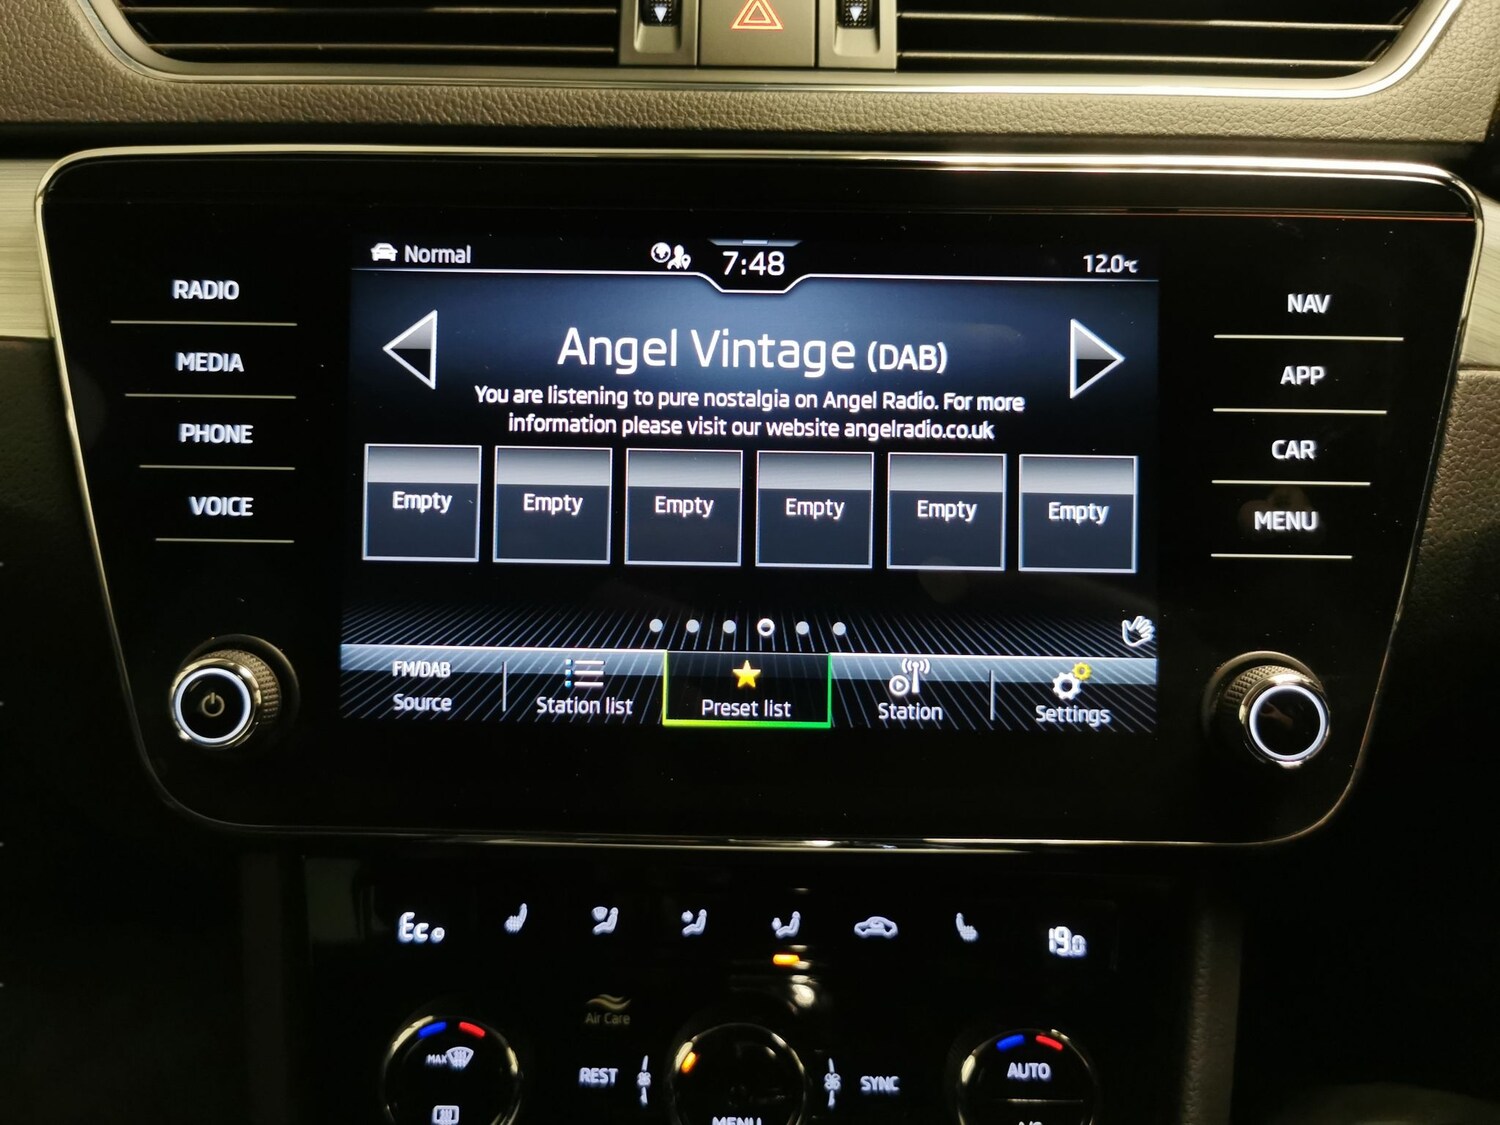 Normal
7:48
12.0°C
RADIO
MEDIA
PHONE
VOICE
NAV
APP
CAR
MENU
Angel Vintage (DAB)
You are listening to pure nostalgia on Angel Radio. For more
information please visit our website angelradio.co.uk
Empty Empty Empty Empty Empty Empty
FM/DAB
Source
Station list
Preset list
Station
Settings
Eco
19.0
Air Care
MAX
REST
SYNC
AUTO
MENU